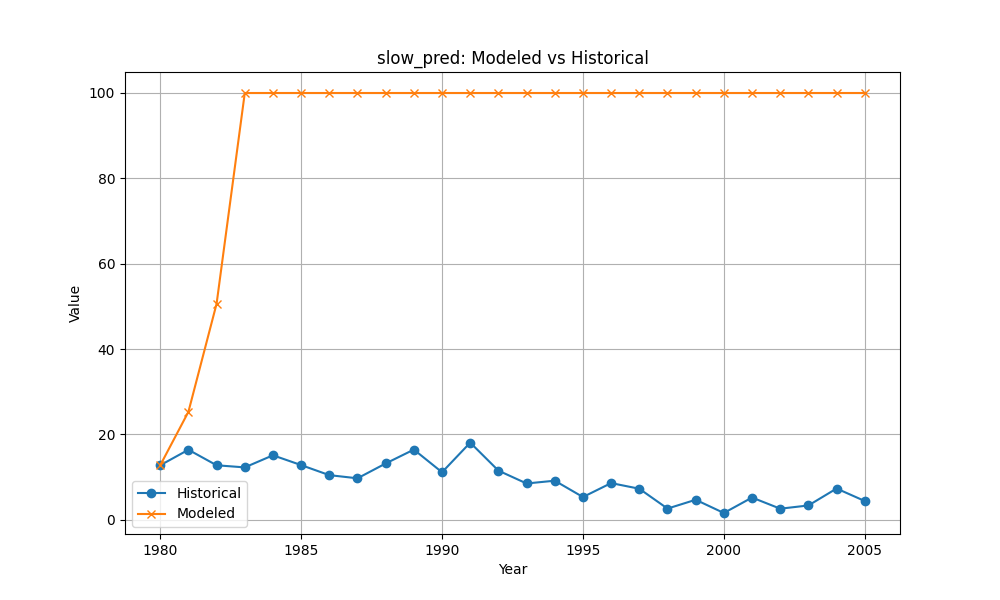 slow_pred: Modeled vs Historical
100
80
60
40
20
0
Value
Historical
Modeled
1980 1985 1990 1995 2000 2005
Year